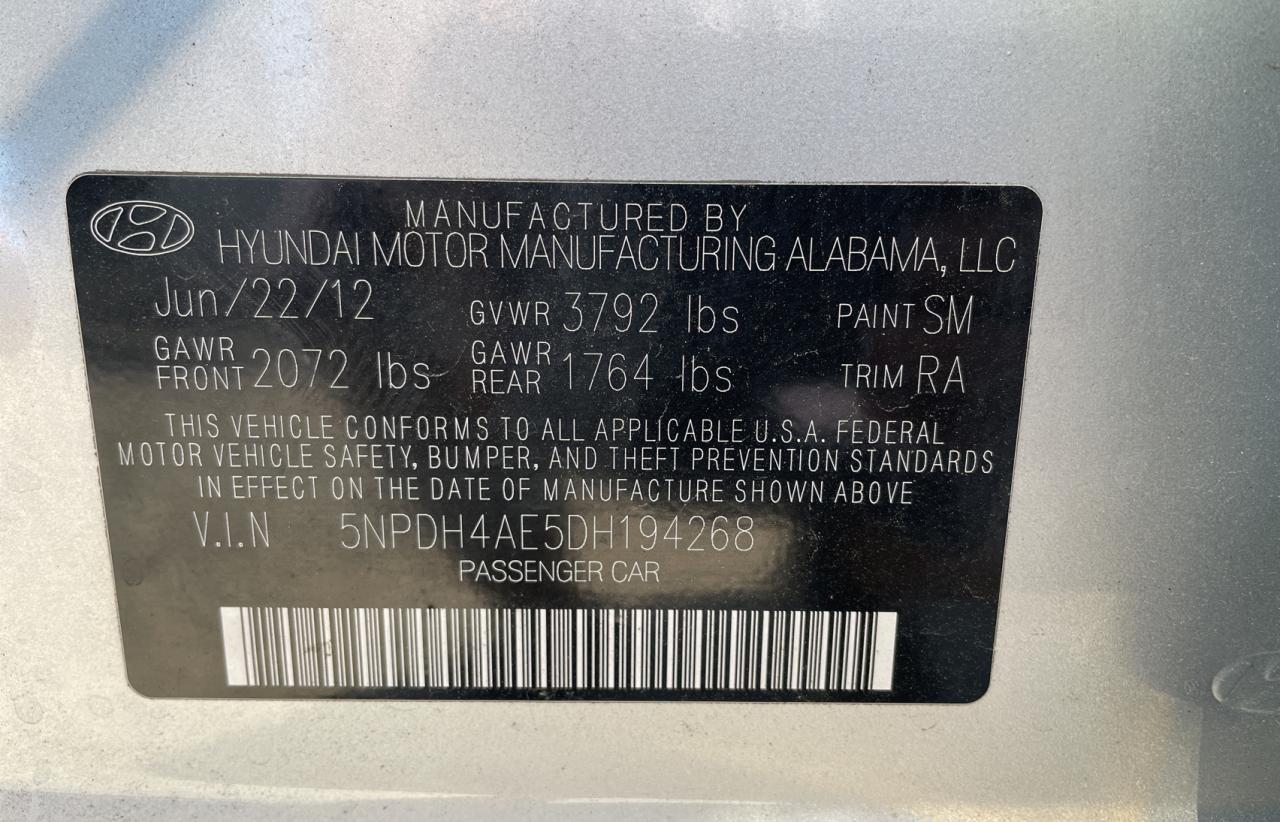 MANUFACTURED BY
HYUNDAI MOTOR MANUFACTURING ALABAMA, LLC
Jun/22/12 GVWR 3792 lbs PAINT SM
GAWR FRONT 2072 lbs GAWR REAR 1764 lbs TRIM RA
THIS VEHICLE CONFORMS TO ALL APPLICABLE U.S.A. FEDERAL
MOTOR VEHICLE SAFETY, BUMPER, AND THEFT PREVENTION STANDARDS
IN EFFECT ON THE DATE OF MANUFACTURE SHOWN ABOVE
V.I.N 5NPDH4AE5DH194268
PASSENGER CAR